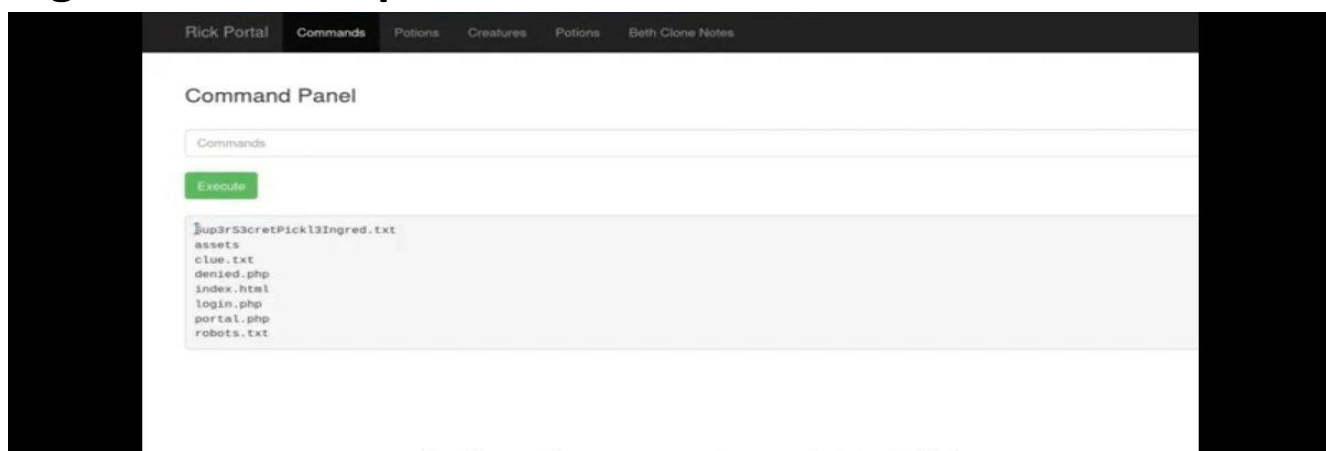 Rick Portal Commands Potions Creatures Potions Beth Clone Notes
Command Panel
Commands
Execute
Sup3rS3cretPickl3Ingred.txt
assets
clue.txt
denied.php
index.html
login.php
portal.php
robots.txt